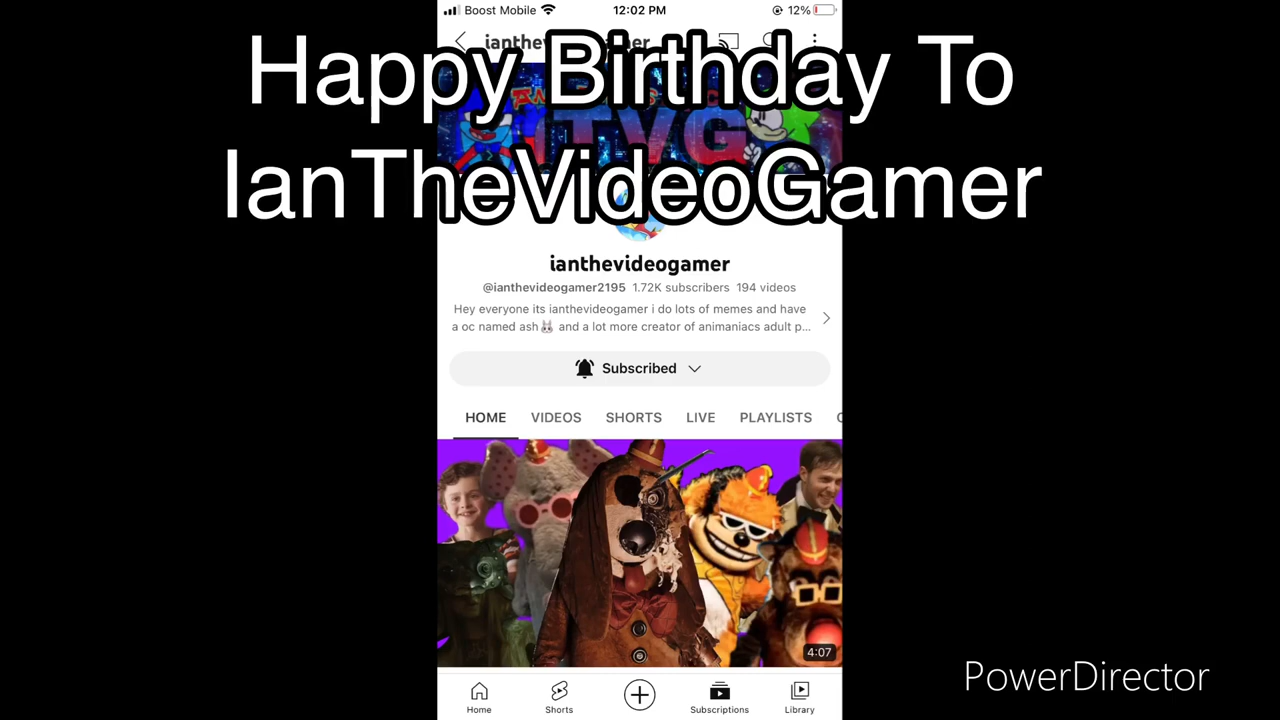 Boost Mobile 12:02 PM 12%
Happy Birthday To
ITVG
IanTheVideoGamer
ianthevideogamer
@ianthevideogamer2195 1.72K subscribers 194 videos
Hey everyone its ianthevideogamer i do lots of memes and have
a oc named ash🐰 and a lot more creator of animaniacs adult p...
Subscribed
HOME VIDEOS SHORTS LIVE PLAYLISTS
4:07
PowerDirector
Home Shorts Subscriptions Library